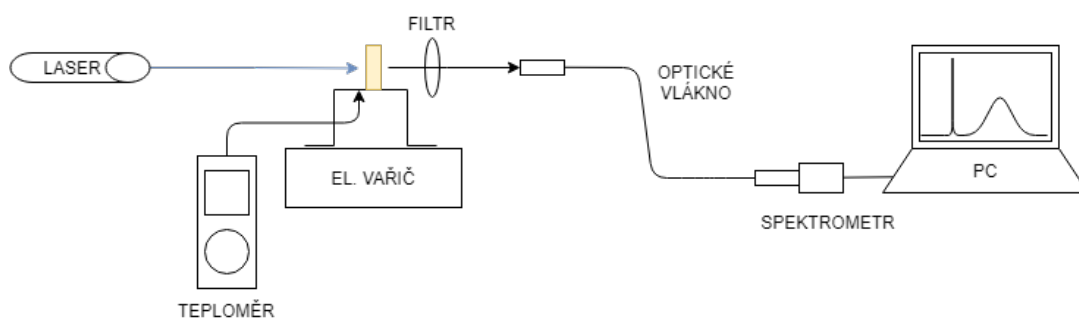 FILTR
LASER
OPTICKÉ
VLÁKNO
EL. VAŘIČ
PC
SPEKTROMETR
TEPLOMĚR